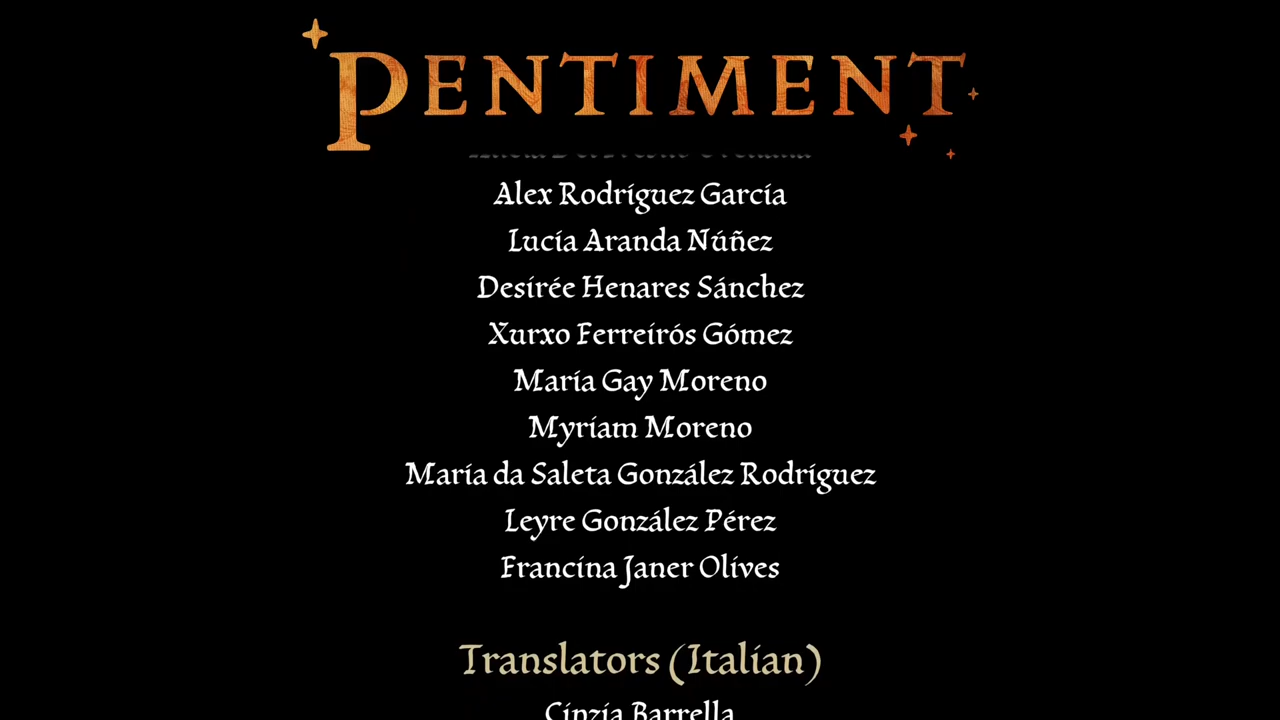 PENTIMENT
Alex Rodríguez García
Lucía Aranda Núñez
Desirée Henares Sánchez
Xurxo Ferreirós Gómez
María Gay Moreno
Myriam Moreno
María da Saleta González Rodríguez
Leyre González Pérez
Francina Janer Olives
Translators (Italian)
Cinzia Barrella